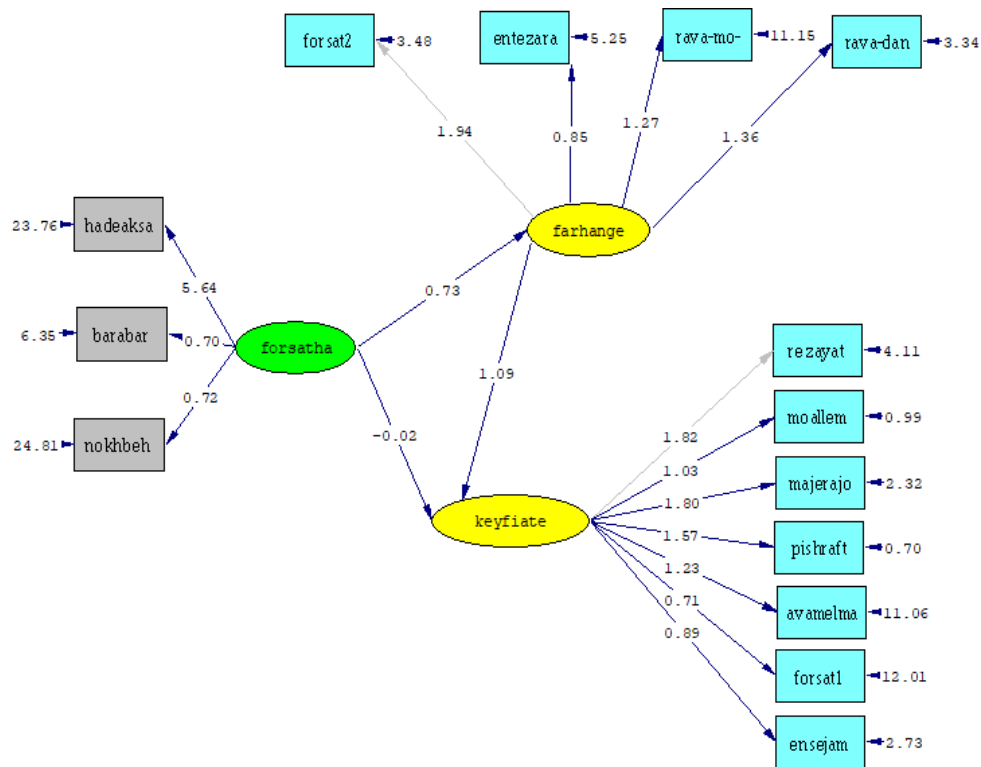 forsat2
3.48
entezara
5.25
rava-mo-
11.15
rava-dan
3.34
1.94
0.85
1.27
1.36
23.76
hadeaksa
farhange
5.64
0.73
6.35
barabar
0.70
forsatha
rezayat
4.11
1.09
0.72
moallem
0.99
24.81
nokhbeh
-0.02
1.82
1.03
majerajo
2.32
1.80
keyfiate
1.57
pishraft
0.70
1.23
0.71
avamelma
11.06
0.89
forsat1
12.01
ensejam
2.73